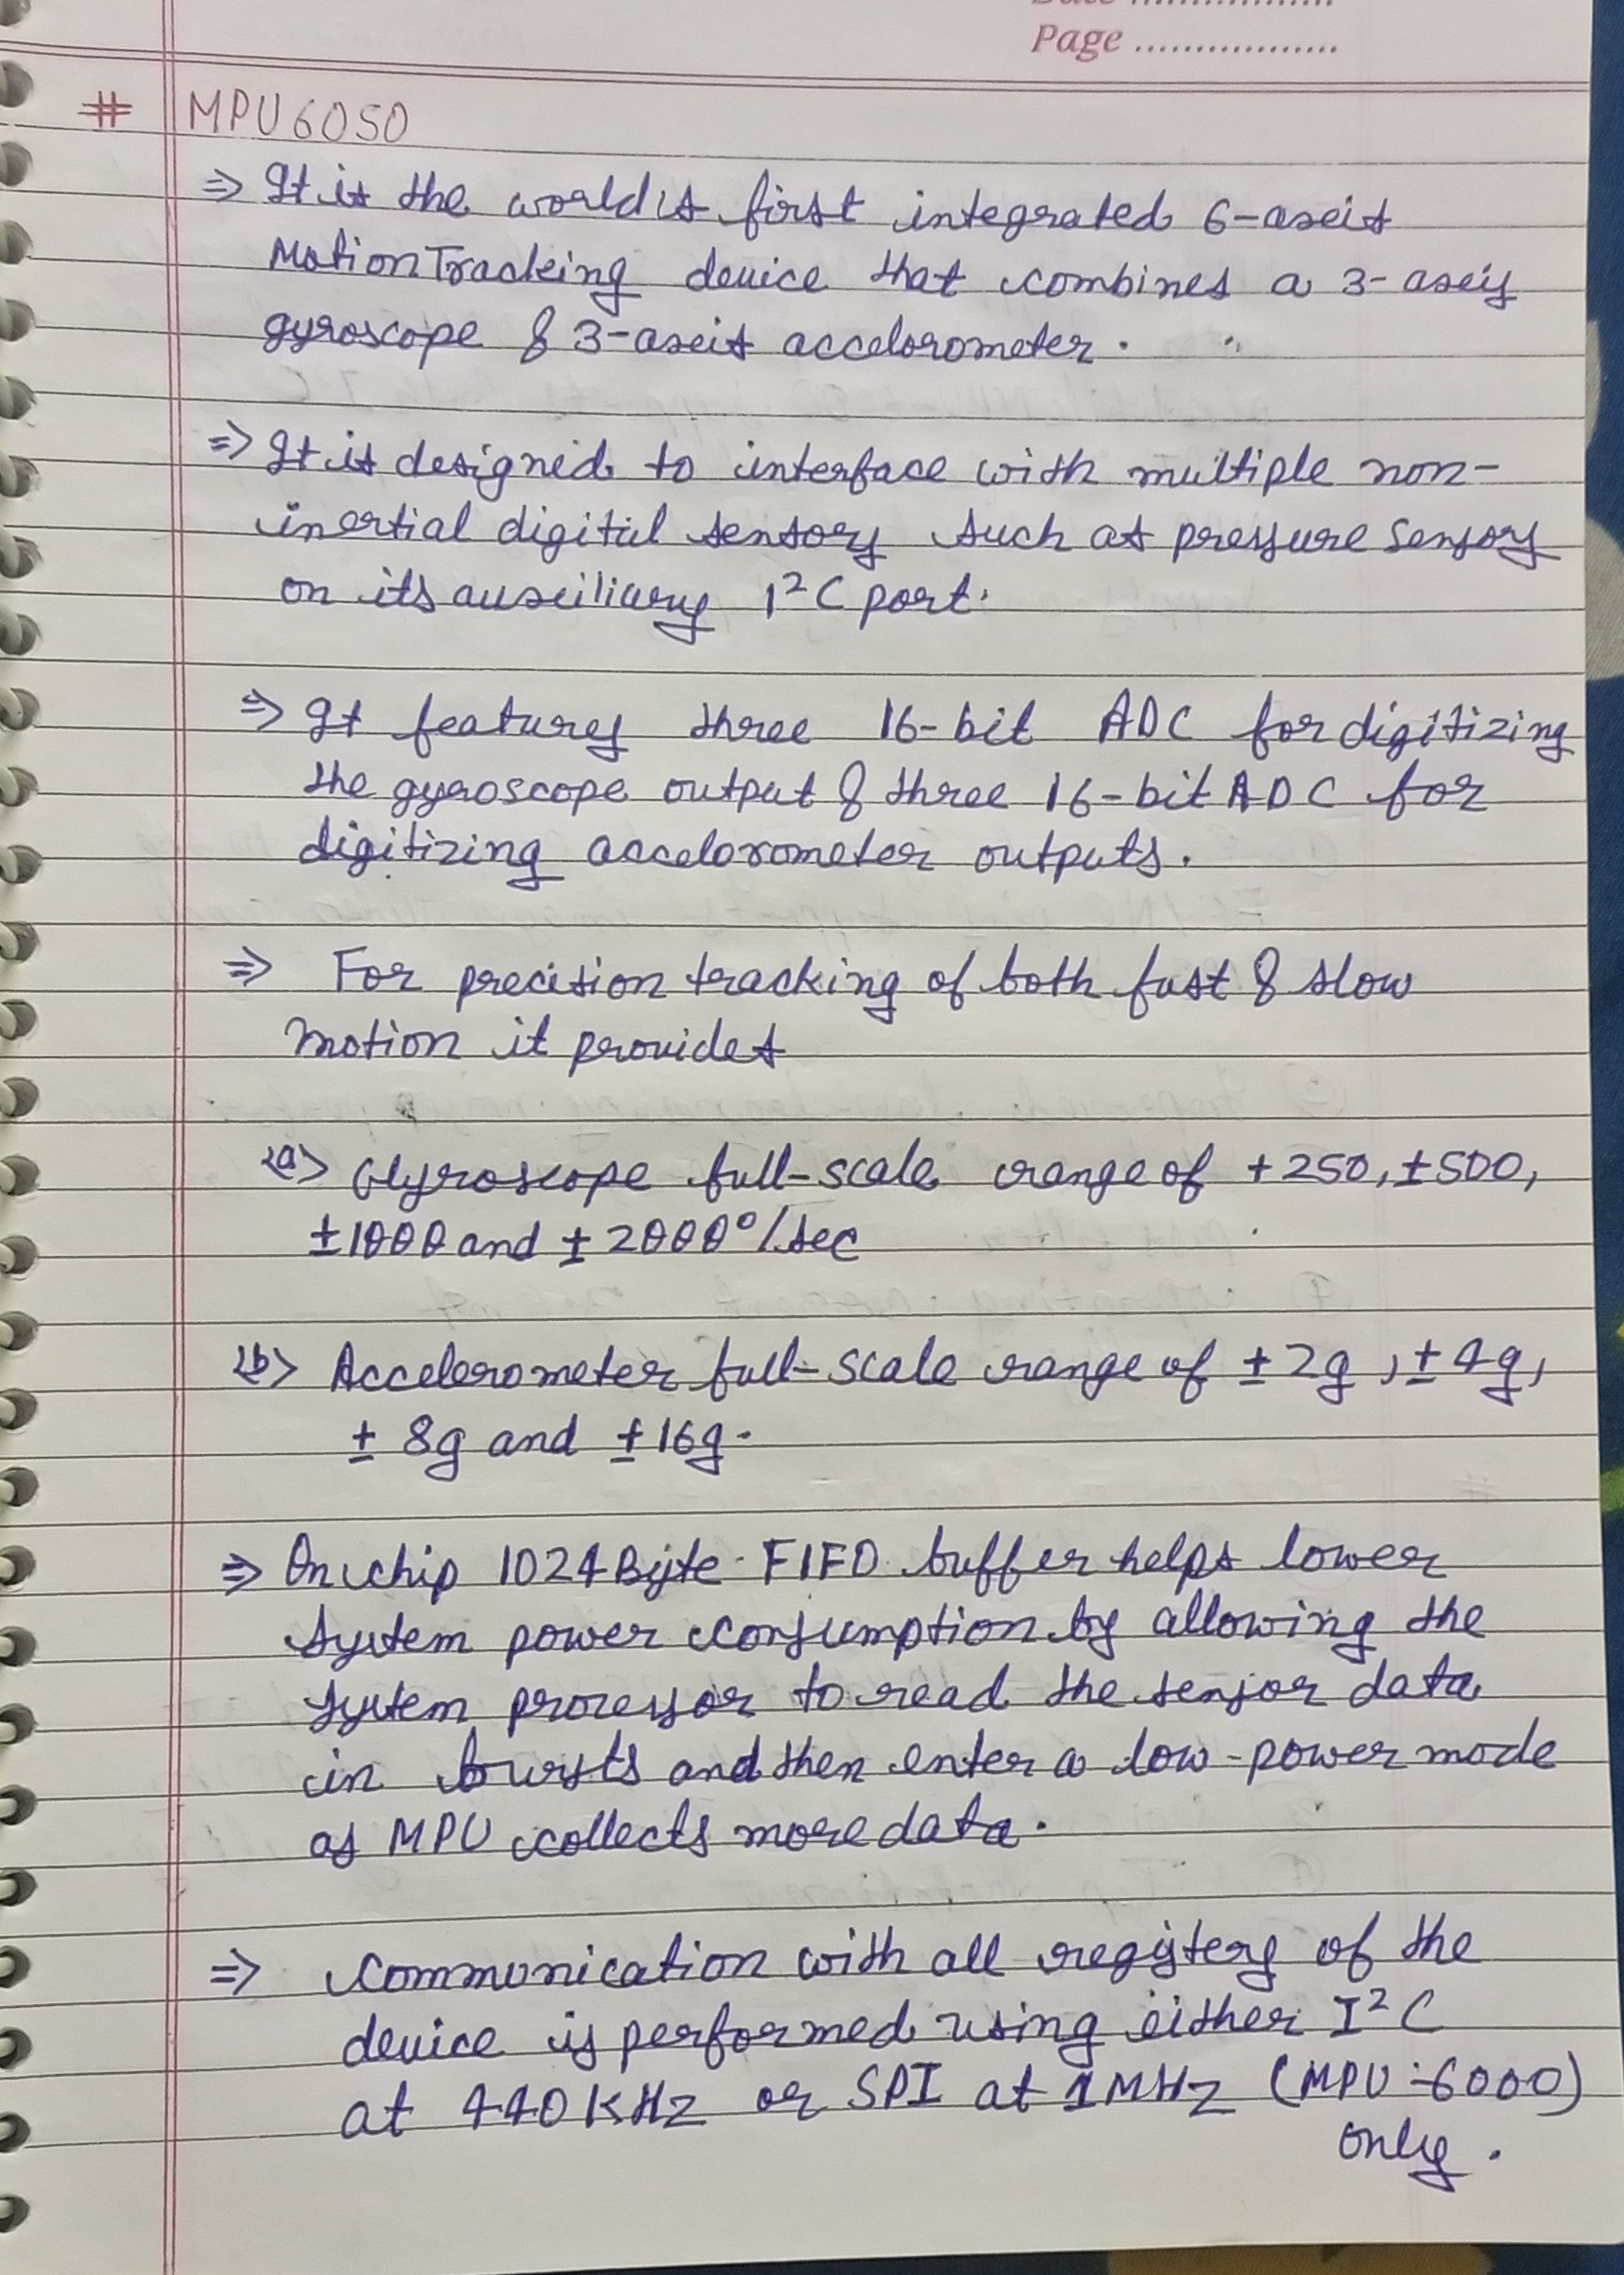 Date ..................
Page ..................
# MPU6050
⇒ It is the world's first integrated 6-axis
MotionTracking device that combines a 3-axis
gyroscope & 3-axis accelorometer.
⇒ It is designed to interface with multiple non-
inertial digital sensors such as pressure sensors
on its auxiliary I²C port.
⇒ It features three 16-bit ADC for digitizing
the gyroscope output & three 16-bit ADC for
digitizing accelorometer outputs.
⇒ For precision tracking of both fast & slow
motion it provides
(a) Gyroscope full-scale range of +250, ±500,
±1000 and ±2000°/sec
(b) Accelerometer full-scale range of ±2g, ±4g,
± 8g and ±16g.
⇒ On chip 1024 Byte FIFO buffer helps lower
system power consumption by allowing the
system processor to read the sensor data
in bursts and then enter a low-power mode
as MPU collects more data.
⇒ Communication with all registers of the
device is performed using either I²C
at 440KHz or SPI at 1MHz (MPU-6000)
only.